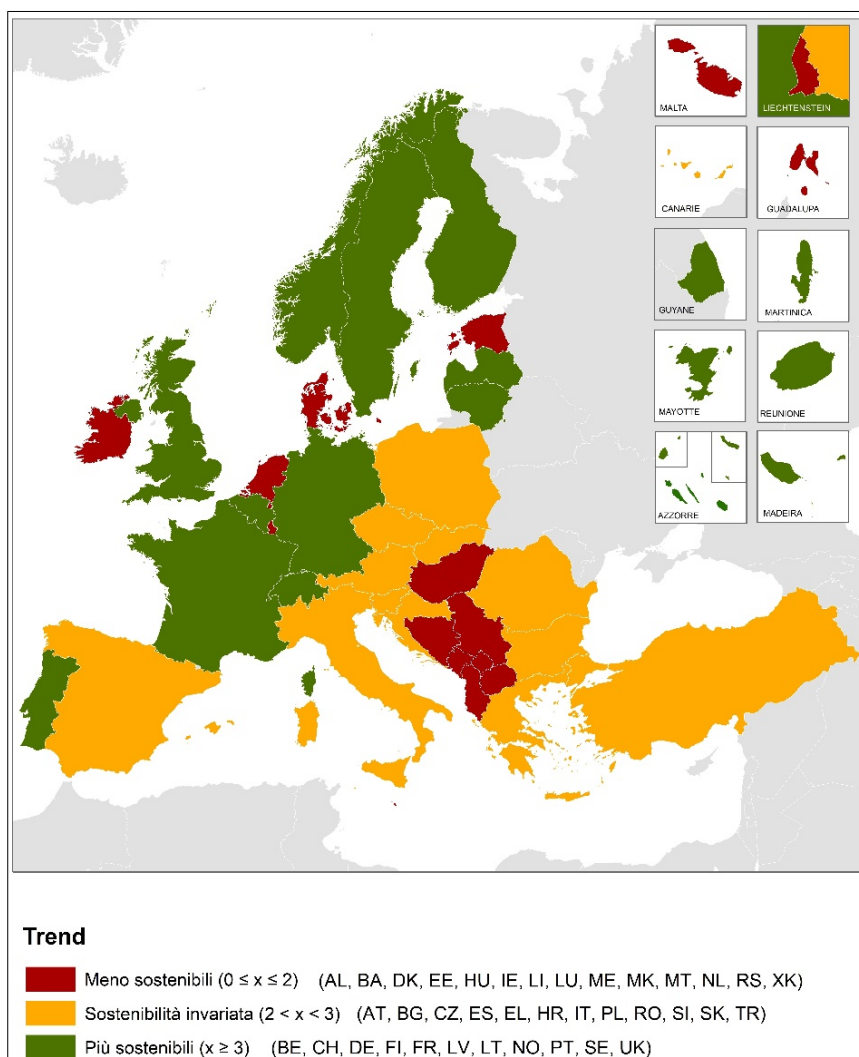 MALTA
LIECHTENSTEIN
CANARIE
GUADALUPA
GUYANE
MARTINICA
MAYOTTE
REUNIONE
AZZORRE
MADEIRA
Trend
Meno sostenibili (0 ≤ x ≤ 2) (AL, BA, DK, EE, HU, IE, LI, LU, ME, MK, MT, NL, RS, XK)
Sostenibilità invariata (2 < x < 3) (AT, BG, CZ, ES, EL, HR, IT, PL, RO, SI, SK, TR)
Più sostenibili (x ≥ 3) (BE, CH, DE, FI, FR, LV, LT, NO, PT, SE, UK)